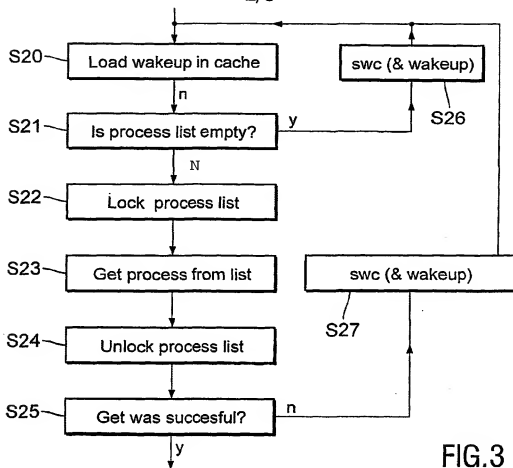 S20
Load wakeup in cache
n
S21
Is process list empty?
y
swc (& wakeup)
S26
N
S22
Lock process list
S23
Get process from list
swc (& wakeup)
S27
S24
Unlock process list
S25
Get was succesful?
n
y
FIG.3